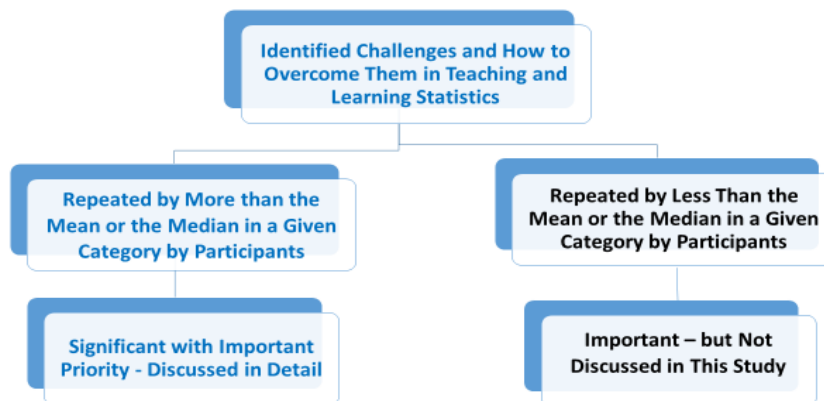 Identified Challenges and How to
Overcome Them in Teaching and
Learning Statistics
Repeated by More than the
Mean or the Median in a Given
Category by Participants
Repeated by Less Than the
Mean or the Median in a Given
Category by Participants
Significant with Important
Priority - Discussed in Detail
Important – but Not
Discussed in This Study